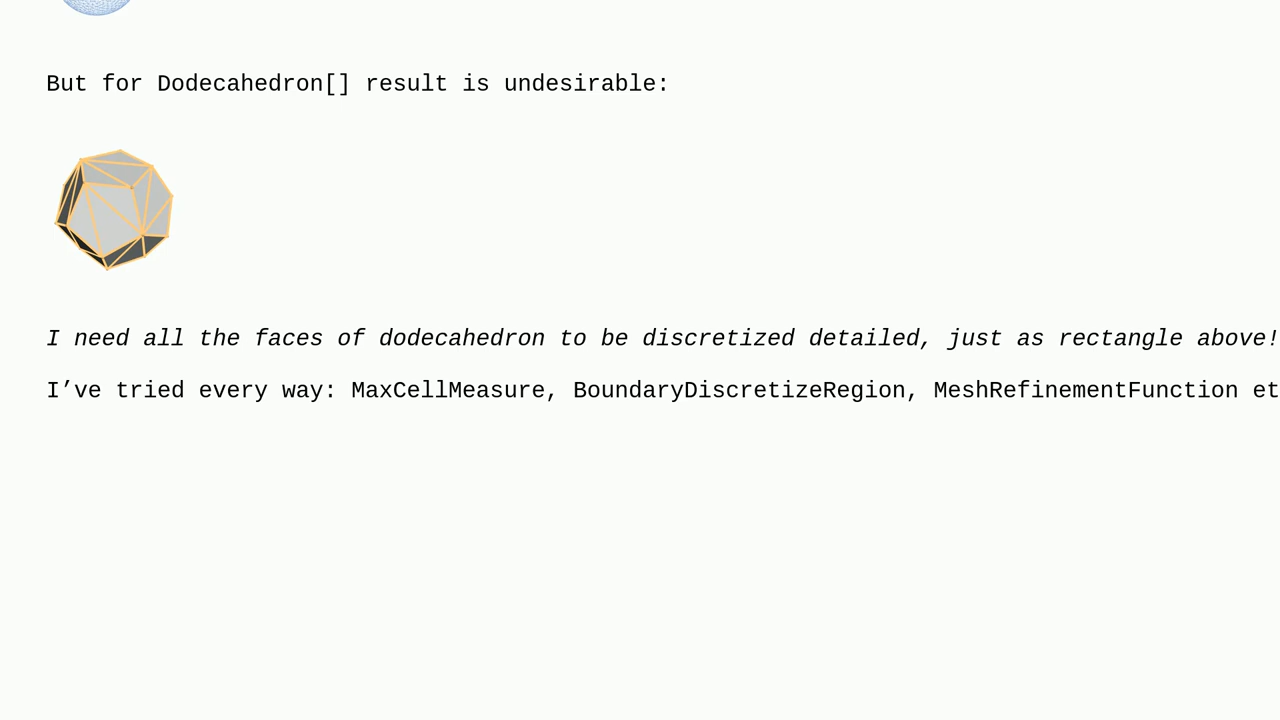 But for Dodecahedron[] result is undesirable:
I need all the faces of dodecahedron to be discretized detailed, just as rectangle above!
I’ve tried every way: MaxCellMeasure, BoundaryDiscretizeRegion, MeshRefinementFunction et